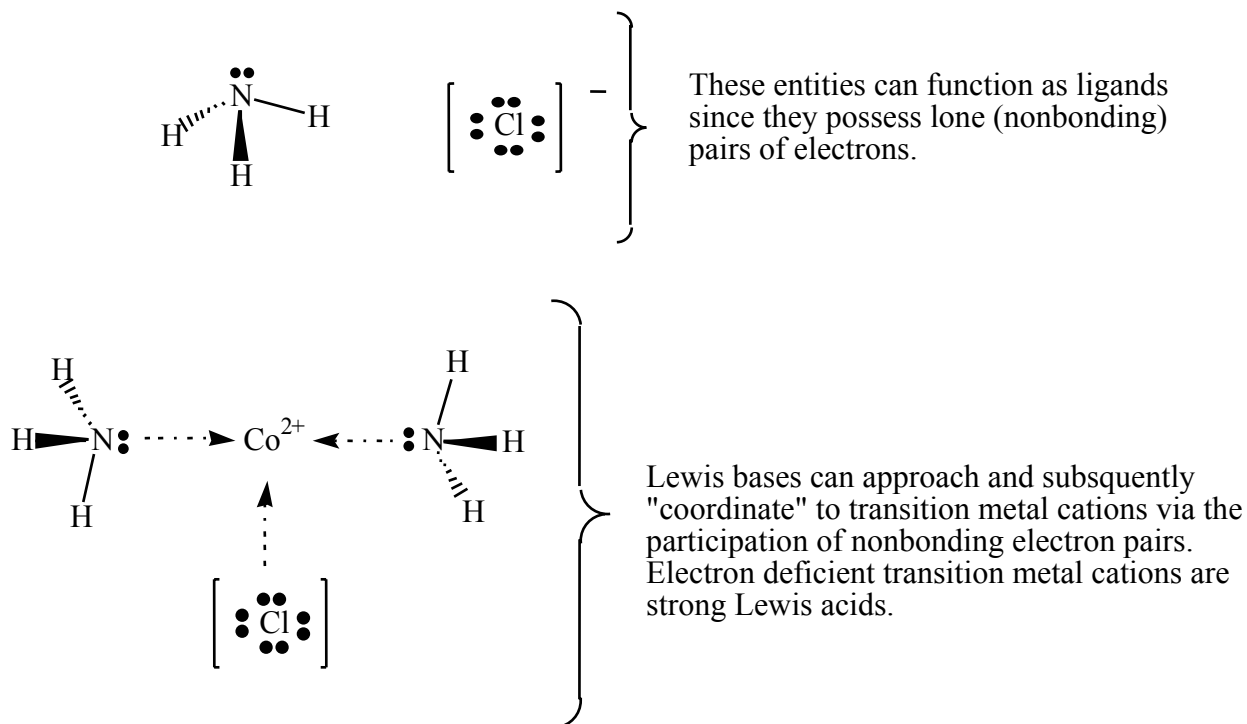 N
H
H
H
[ Cl ] –
These entities can function as ligands
since they possess lone (nonbonding)
pairs of electrons.
H
H
H N
Co2+
N H
H
H
[ Cl ]
Lewis bases can approach and subsquently
"coordinate" to transition metal cations via the
participation of nonbonding electron pairs.
Electron deficient transition metal cations are
strong Lewis acids.